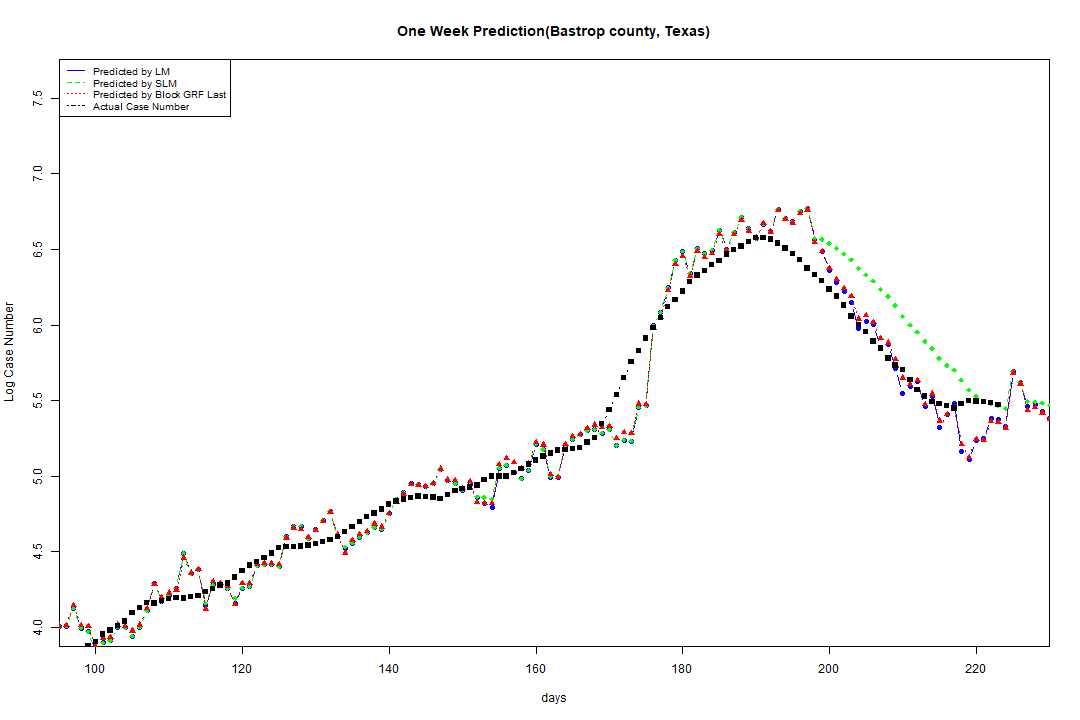 One Week Prediction(Bastrop county, Texas)
Predicted by LM
Predicted by SLM
Predicted by Block GRF Last
Actual Case Number
7.5
7.0
6.5
6.0
5.5
5.0
4.5
4.0
Log Case Number
100 120 140 160 180 200 220
days